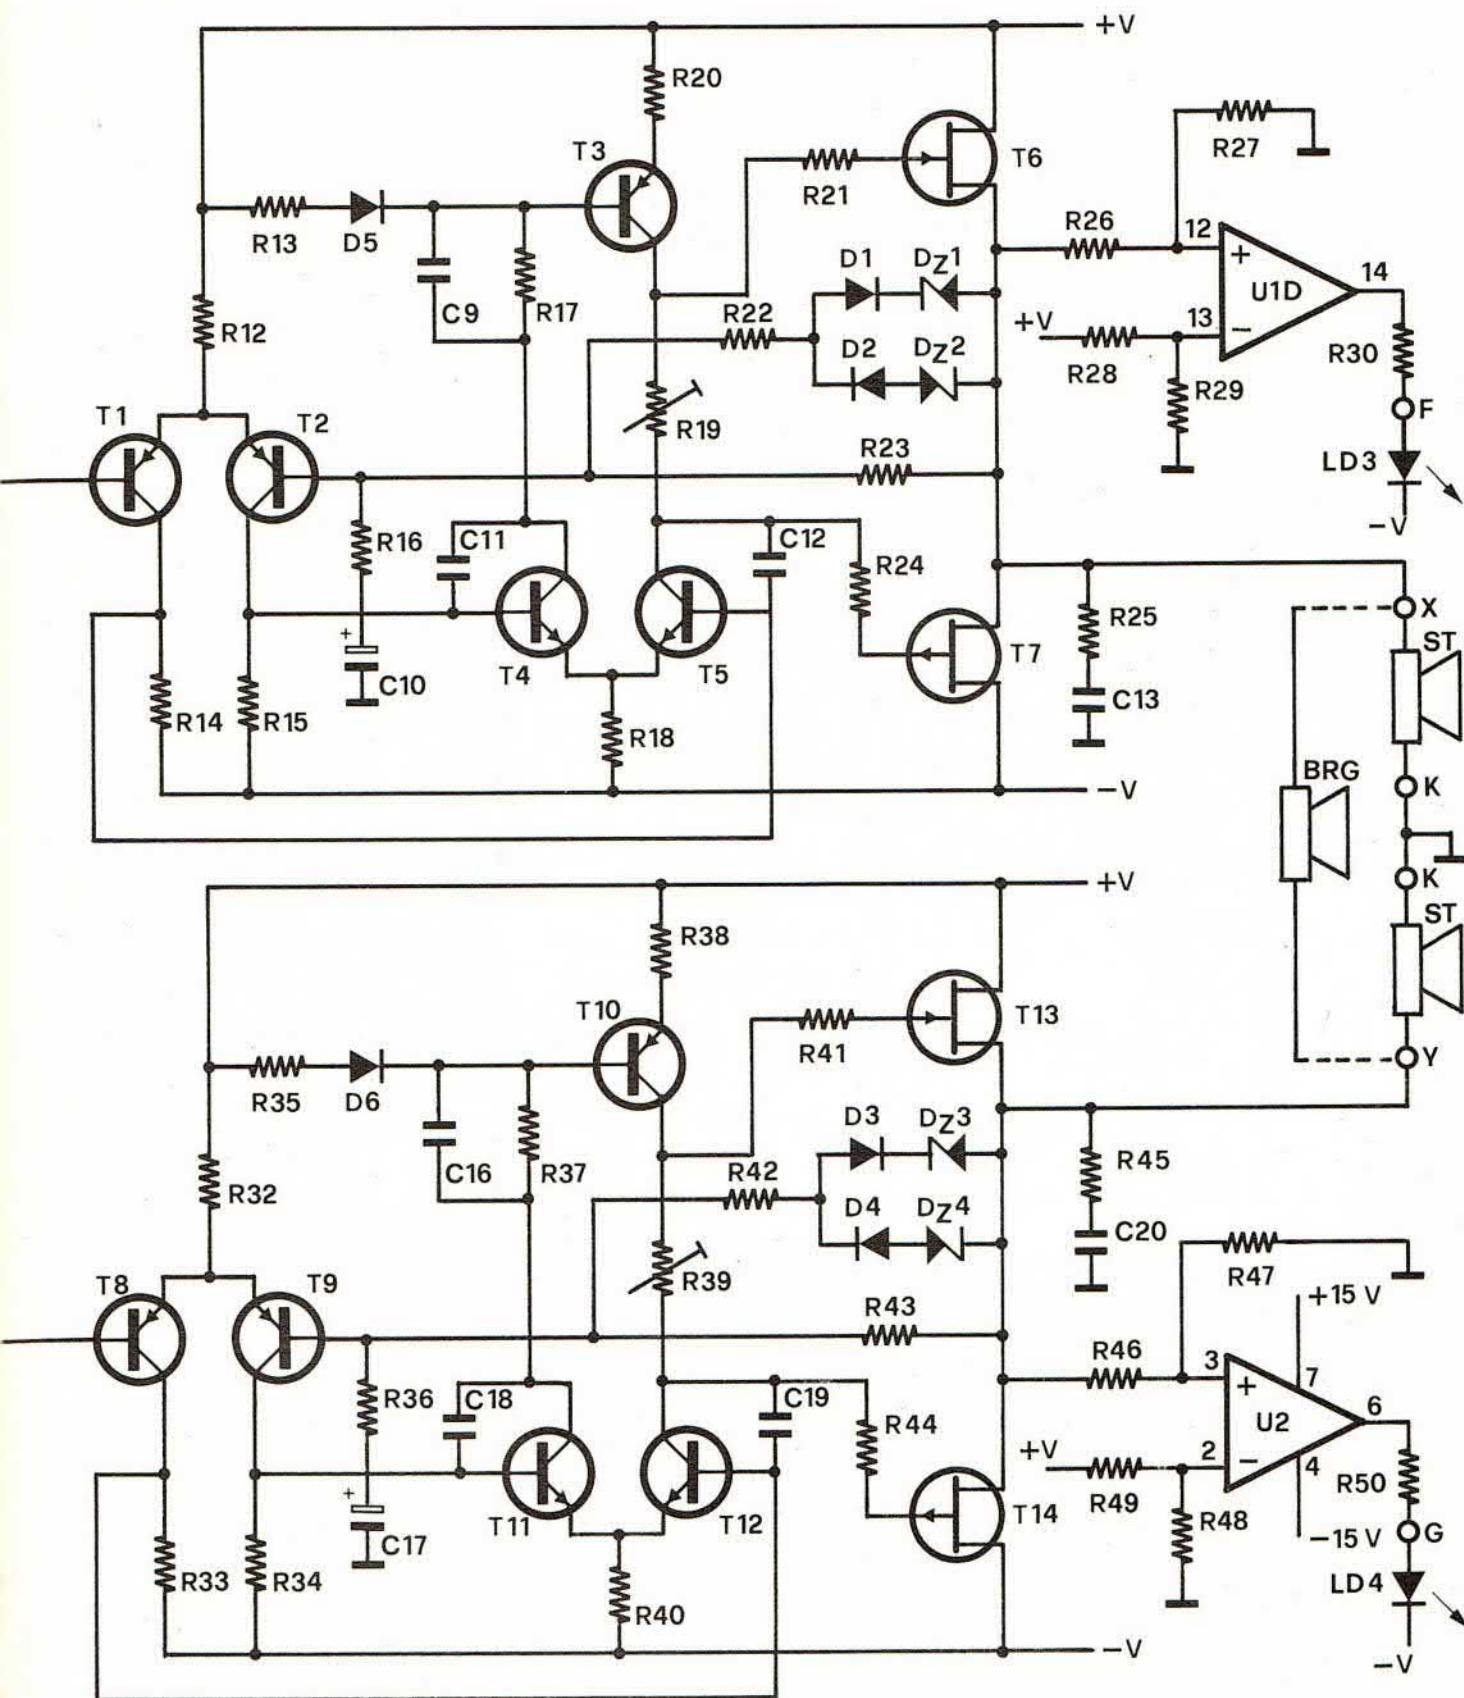 +V
R20
T3
T6
R27
R21
R13
D5
R26
12
+
D1
DZ1
14
C9
R17
R22
U1D
R12
+V
13
−
D2
DZ2
R28
R30
R29
T1
T2
R19
F
R23
LD3
R16
C11
C12
−V
R24
+
X
R25
ST
T4
T5
T7
C10
C13
R14
R15
R18
BRG
K
−V
+V
K
ST
R38
T10
T13
R41
Y
R35
D6
D3
DZ3
C16
R37
R42
R45
R32
D4
DZ4
C20
R39
R47
T8
T9
+15 V
R43
R46
3
+
7
R36
C18
C19
6
R44
U2
+V
2
−
4
+
R49
R50
T11
T12
T14
R48
C17
−15 V
G
R33
R34
LD4
R40
−V
−V